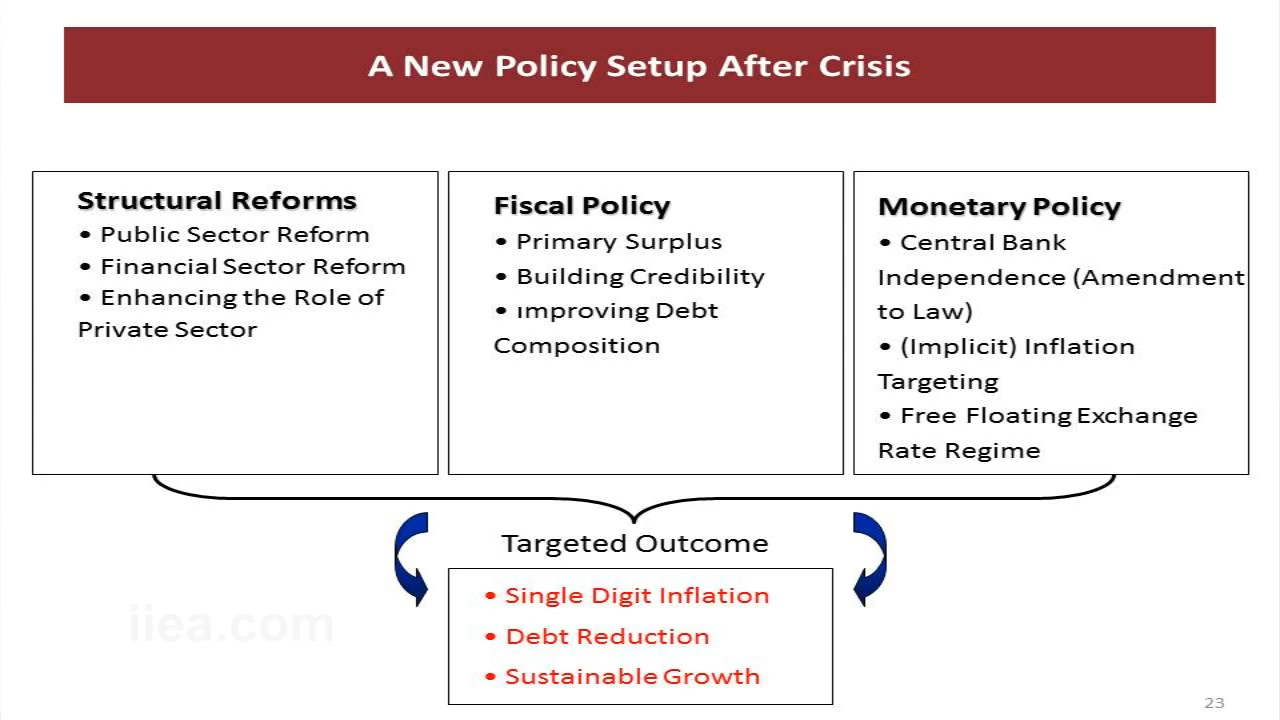 A New Policy Setup After Crisis
Structural Reforms
• Public Sector Reform
• Financial Sector Reform
• Enhancing the Role of
Private Sector
Fiscal Policy
• Primary Surplus
• Building Credibility
• ımproving Debt
Composition
Monetary Policy
• Central Bank
Independence (Amendment
to Law)
• (Implicit) Inflation
Targeting
• Free Floating Exchange
Rate Regime
Targeted Outcome
• Single Digit Inflation
• Debt Reduction
• Sustainable Growth
iiea.com
23